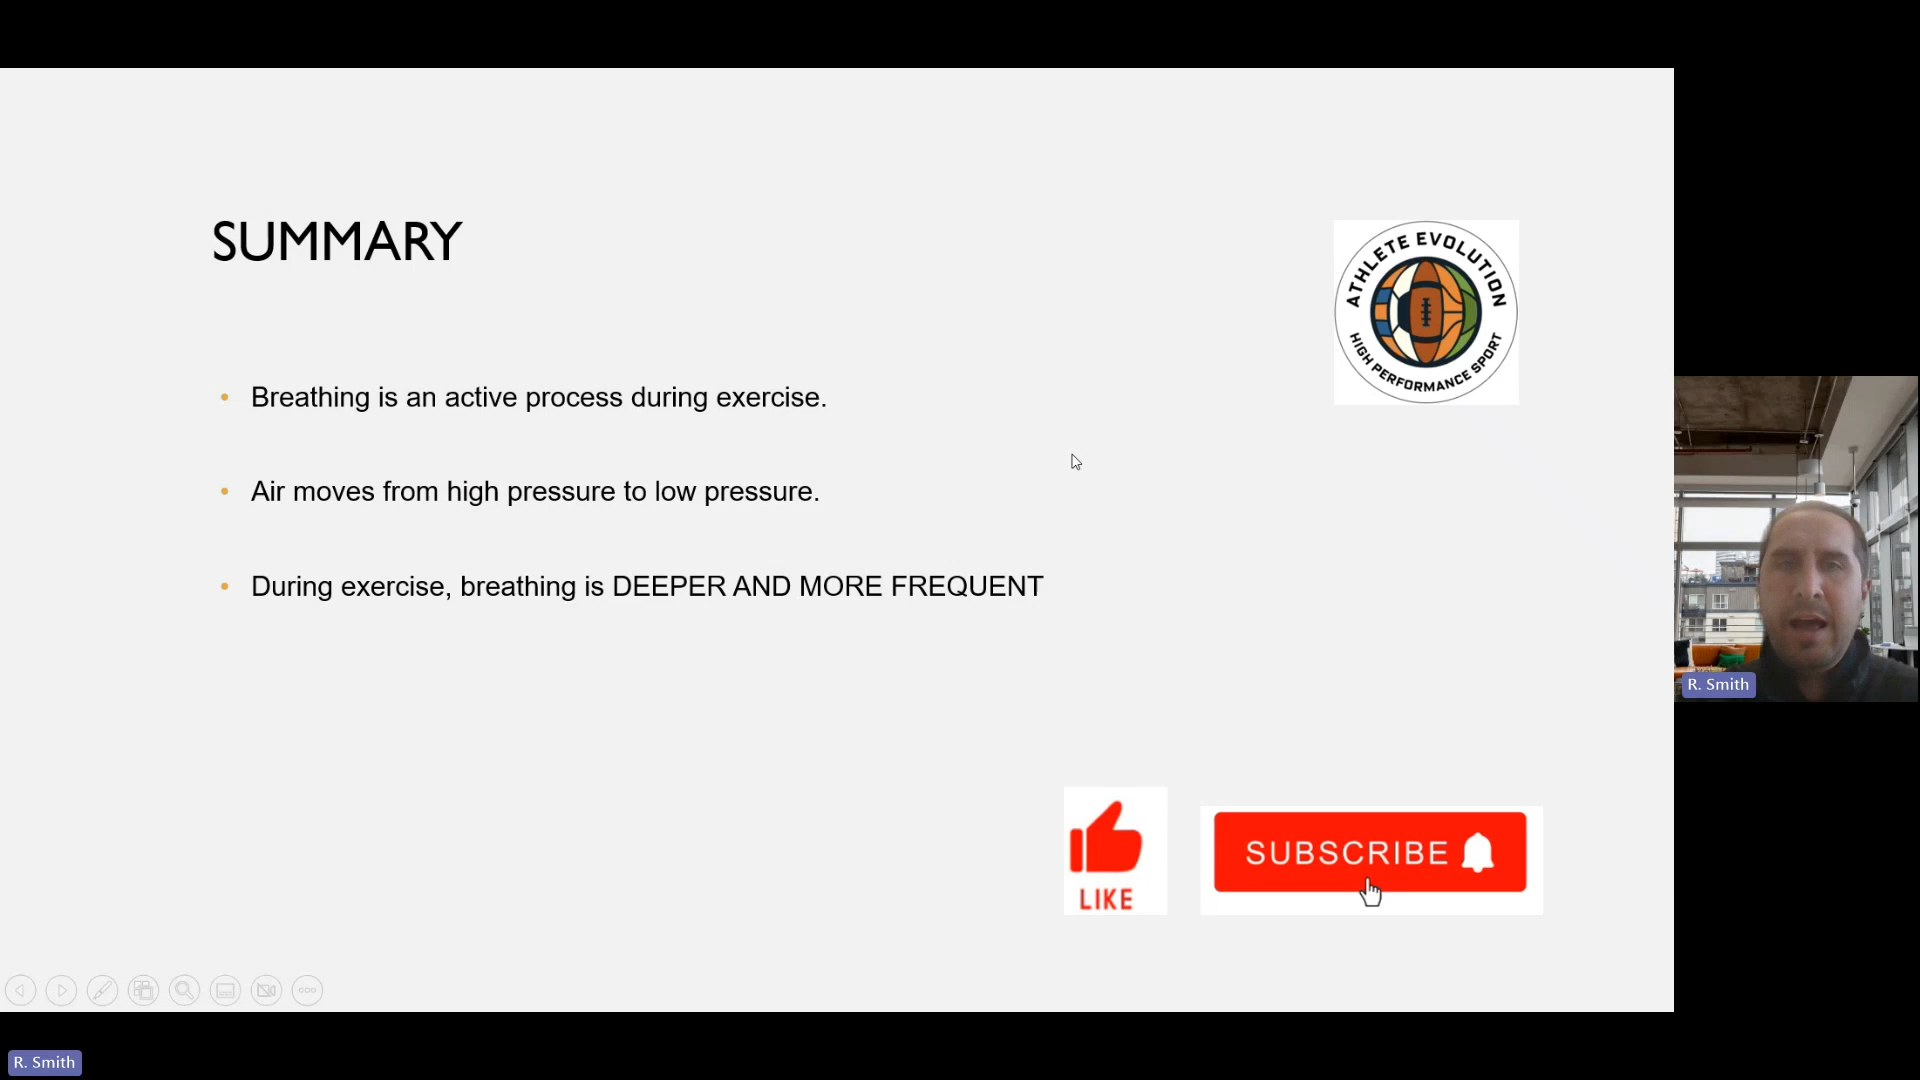 SUMMARY
ATHLETE EVOLUTION
HIGH PERFORMANCE SPORT
• Breathing is an active process during exercise.
• Air moves from high pressure to low pressure.
• During exercise, breathing is DEEPER AND MORE FREQUENT
R. Smith
LIKE
SUBSCRIBE
R. Smith